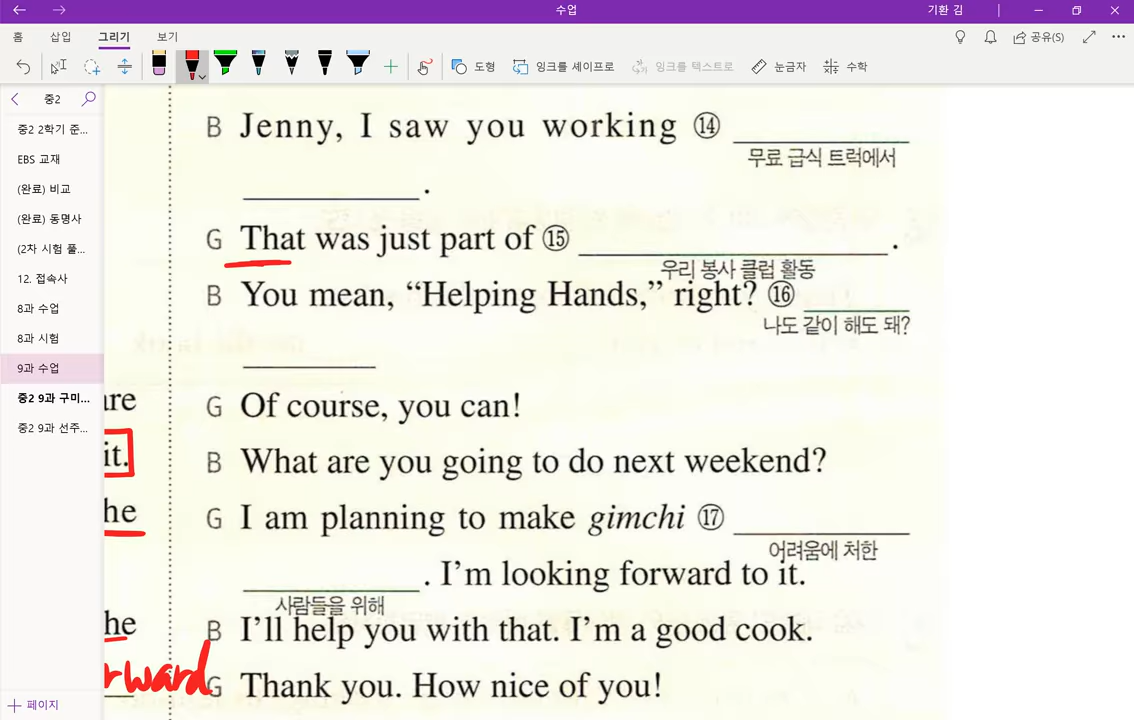 수업
기환 김
홈 삽입 그리기 보기
공유(S)
도형 잉크를 셰이프로 잉크를 텍스트로 눈금자 수학
중2
중2 2학기 준...
EBS 교재
(완료) 비교
(완료) 동명사
(2차 시험 풀...
12. 접속사
8과 수업
8과 시험
9과 수업
중2 9과 구미...
중2 9과 선주...
페이지
are
it.
he
he
rward
B Jenny, I saw you working ⑭
무료 급식 트럭에서
.
G That was just part of ⑮ .
우리 봉사 클럽 활동
B You mean, “Helping Hands,” right? ⑯
나도 같이 해도 돼?
G Of course, you can!
B What are you going to do next weekend?
G I am planning to make gimchi ⑰
어려움에 처한
. I’m looking forward to it.
사람들을 위해
B I’ll help you with that. I’m a good cook.
G Thank you. How nice of you!